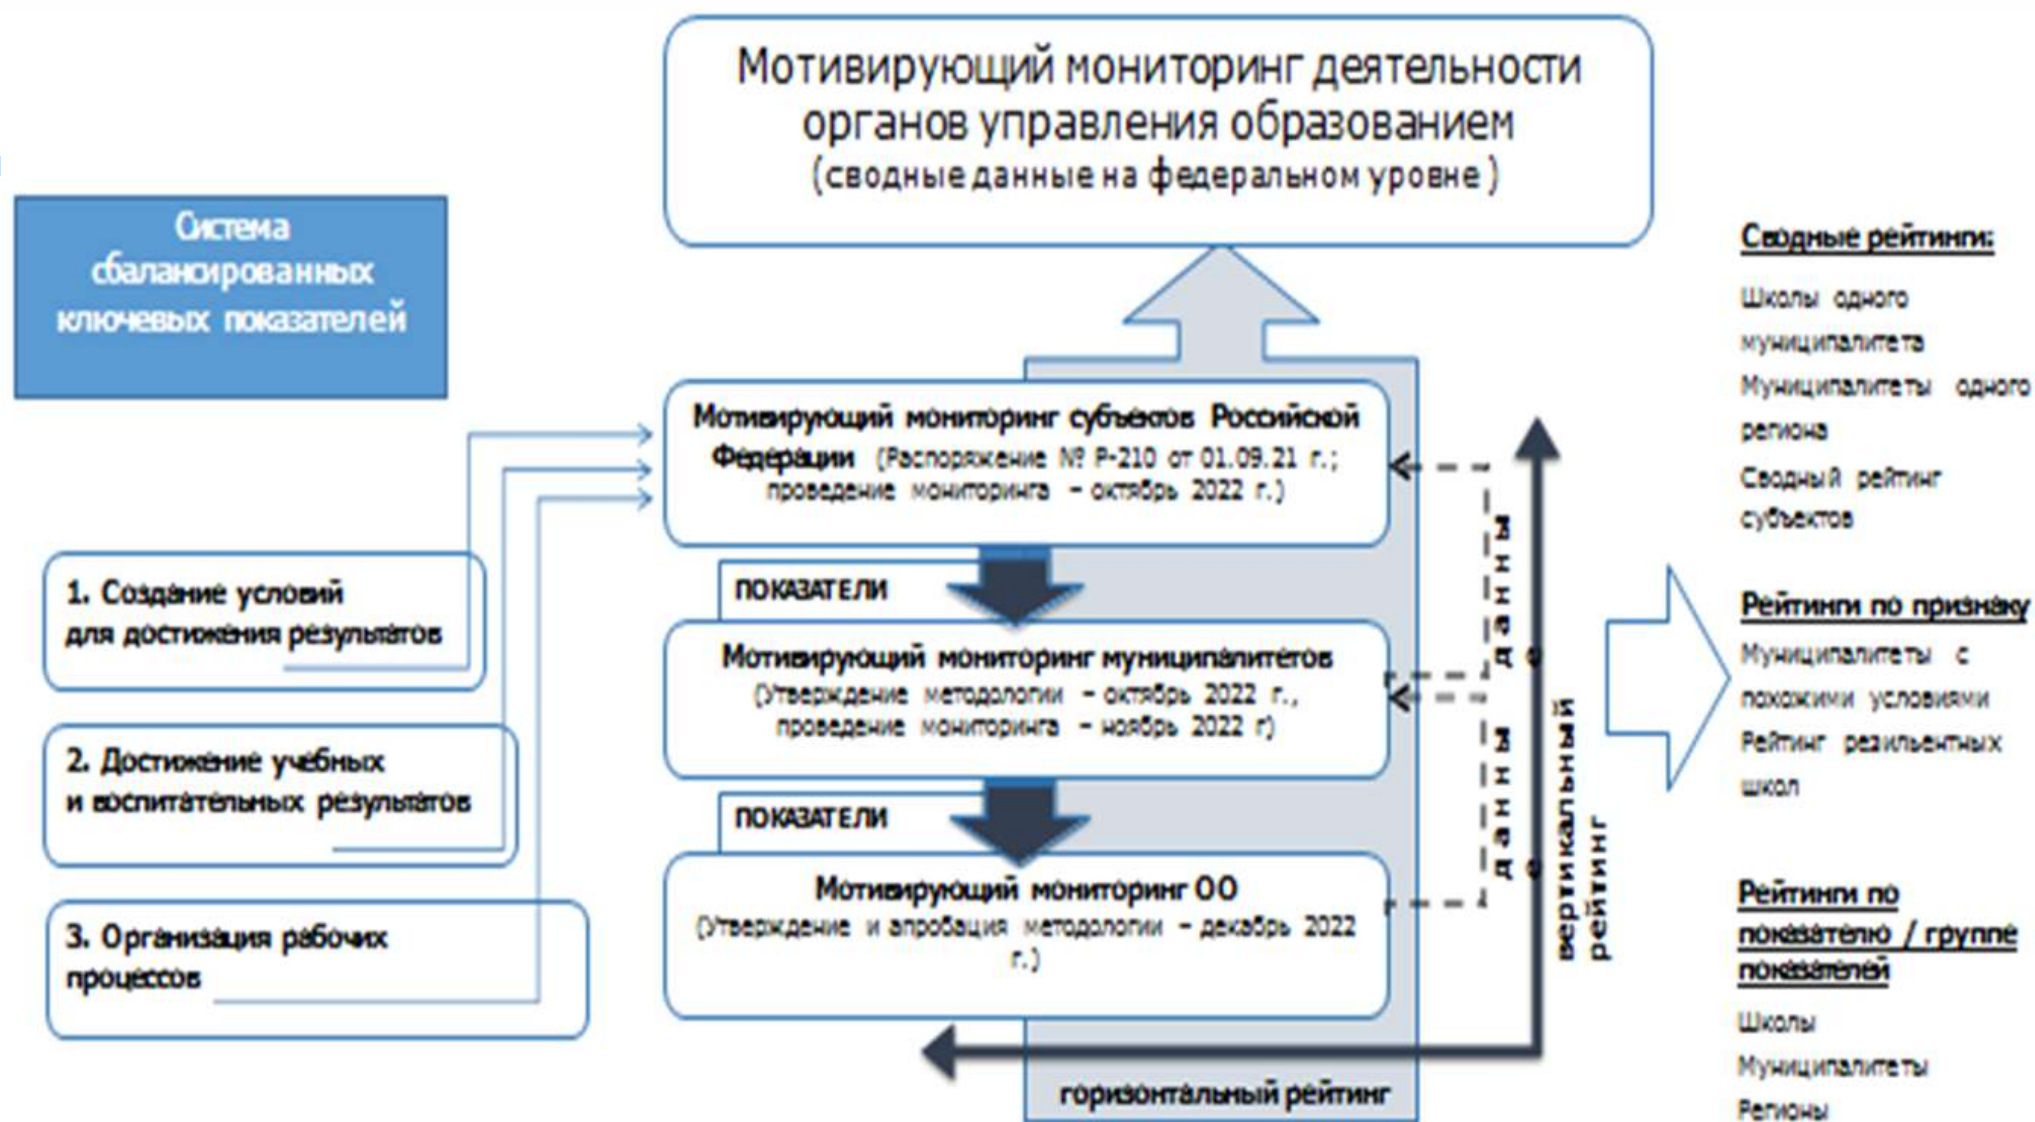 Мотивирующий мониторинг деятельности
органов управления образованием
(сводные данные на федеральном уровне )
Система
сбалансированных
ключевых показателей
1. Создание условий
для достижения результатов
2. Достижение учебных
и воспитательных результатов
3. Организация рабочих
процессов
Мотивирующий мониторинг субъектов Российской
Федерации (Распоряжение № Р-210 от 01.09.21 г.;
проведение мониторинга – октябрь 2022 г.)
ПОКАЗАТЕЛИ
Мотивирующий мониторинг муниципалитетов
(Утверждение методологии – октябрь 2022 г.,
проведение мониторинга – ноябрь 2022 г)
ПОКАЗАТЕЛИ
Мотивирующий мониторинг ОО
(Утверждение и апробация методологии – декабрь 2022
г.)
данны
е
данны
е
вертикальный
рейтинг
горизонтальный рейтинг
Сводные рейтинги:
Школы одного
муниципалитета
Муниципалитеты одного
региона
Сводный рейтинг
субъектов
Рейтинги по признаку
Муниципалитеты с
похожими условиями
Рейтинг резильентных
школ
Рейтинги по
показателю / группе
показателей
Школы
Муниципалитеты
Регионы